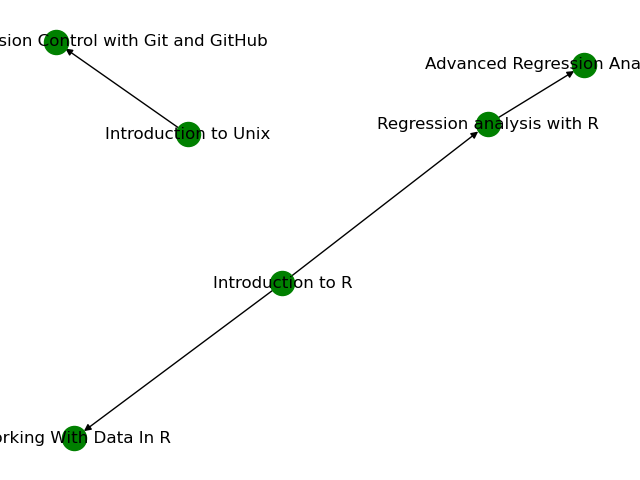 sion Control with Git and GitHub
Advanced Regression Ana
Regression analysis with R
Introduction to Unix
Introduction to R
rking With Data In R